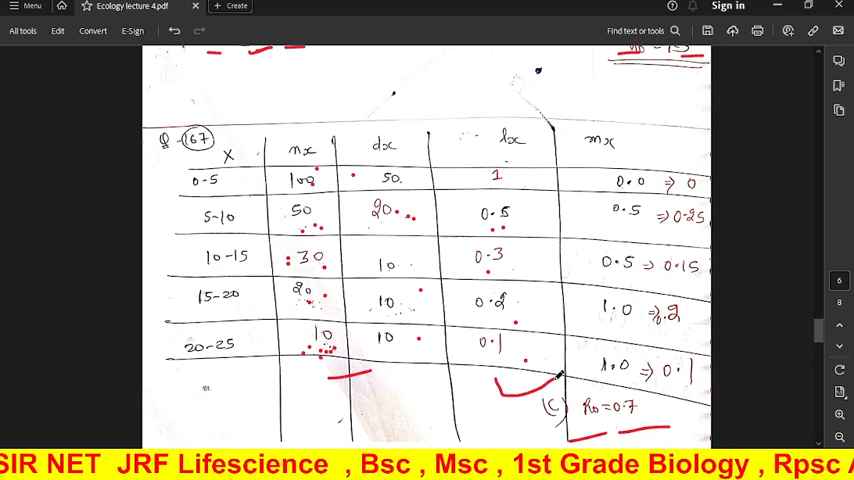 Menu
Ecology lecture 4.pdf
Create
Sign in
All tools Edit Convert E-Sign
Find text or tools
Q-167
X nx dx lx mx
0-5 100 50. 1 0.0 ⇒ 0
5-10 50 20 0.5 0.5 ⇒ 0.25
10-15 30 10 0.3 0.5 ⇒ 0.15
15-20 20 10 0.2 1.0 ⇒ 0.2
20-25 10 10 0.1 1.0 ⇒ 0.1
(C) R0 = 0.7
6
8
SIR NET JRF Lifescience , Bsc , Msc , 1st Grade Biology , Rpsc A